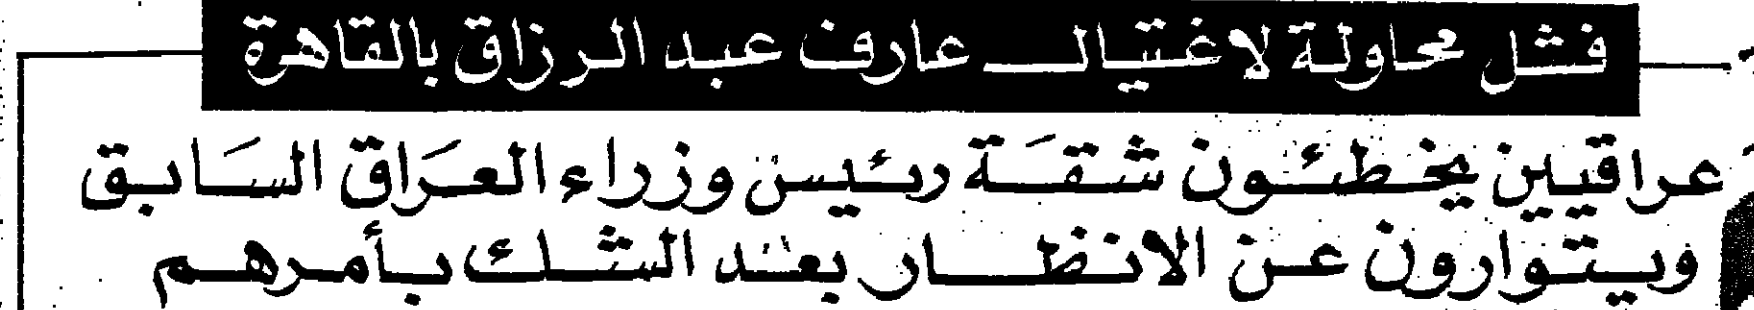 فشل محاولة لاغتيال عارف عبد الرزاق بالقاهرة
عراقيين يخطئون شقة رئيس وزراء العراق السابق
ويتوارون عن الانظار بعد الشك بأمرهم